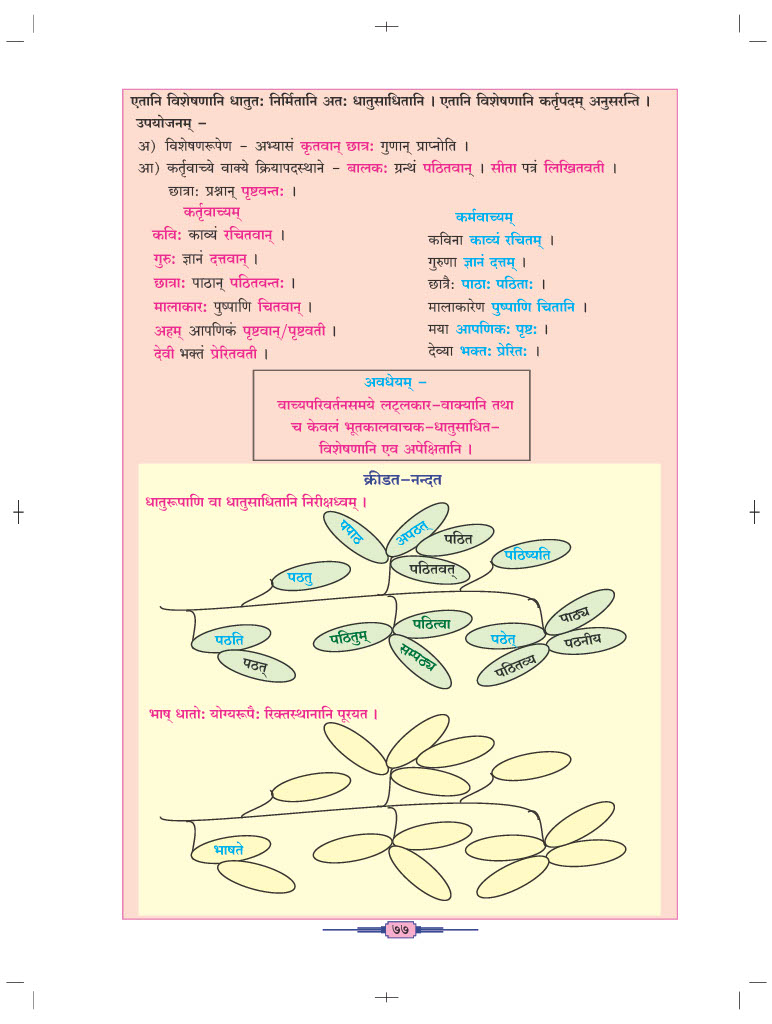 एतानि विशेषणानि धातुतः निर्मितानि अतः धातुसाधितानि । एतानि विशेषणानि कर्तृपदम् अनुसरन्ति ।
उपयोजनम् –
अ) विशेषणरूपेण - अभ्यासं कृतवान् छात्रः गुणान् प्राप्नोति ।
आ) कर्तृवाच्ये वाक्ये क्रियापदस्थाने - बालकः ग्रन्थं पठितवान् । सीता पत्रं लिखितवती ।
छात्राः प्रश्नान् पृष्टवन्तः ।
कर्तृवाच्यम्
कविः काव्यं रचितवान् ।
गुरुः ज्ञानं दत्तवान् ।
छात्राः पाठान् पठितवन्तः ।
मालाकारः पुष्पाणि चितवान् ।
अहम् आपणिकं पृष्टवान्/पृष्टवती ।
देवी भक्तं प्रेरितवती ।
कर्मवाच्यम्
कविना काव्यं रचितम् ।
गुरुणा ज्ञानं दत्तम् ।
छात्रैः पाठाः पठिताः ।
मालाकारेण पुष्पाणि चितानि ।
मया आपणिकः पृष्टः ।
देव्या भक्तः प्रेरितः ।
अवधेयम् –
वाच्यपरिवर्तनसमये लट्लकार-वाक्यानि तथा
च केवलं भूतकालवाचक-धातुसाधित-
विशेषणानि एव अपेक्षितानि ।
क्रीडत-नन्दत
धातुरूपाणि वा धातुसाधितानि निरीक्षध्वम् ।
पपाठ
अपठत्
पठित
पठितवत्
पठिष्यति
पठतु
पठति
पठत्
पठितुम्
पठित्वा
सम्पठ्य
पठेत्
पाठ्य
पठनीय
पठितव्य
भाष् धातोः योग्यरूपैः रिक्तस्थानानि पूरयत ।
भाषते
७७